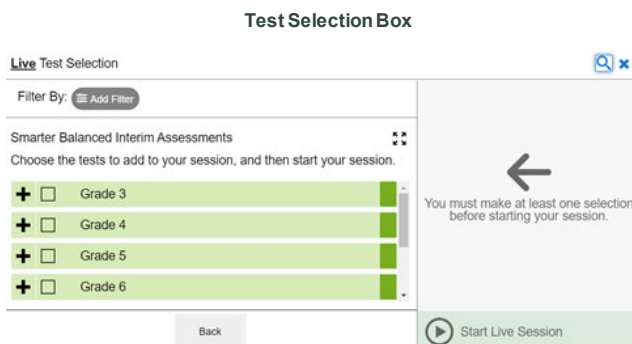 Test Selection Box
Live Test Selection
Filter By: Add Filter
Smarter Balanced Interim Assessments
Choose the tests to add to your session, and then start your session.
Grade 3
Grade 4
Grade 5
Grade 6
Back
You must make at least one selection
before starting your session.
Start Live Session